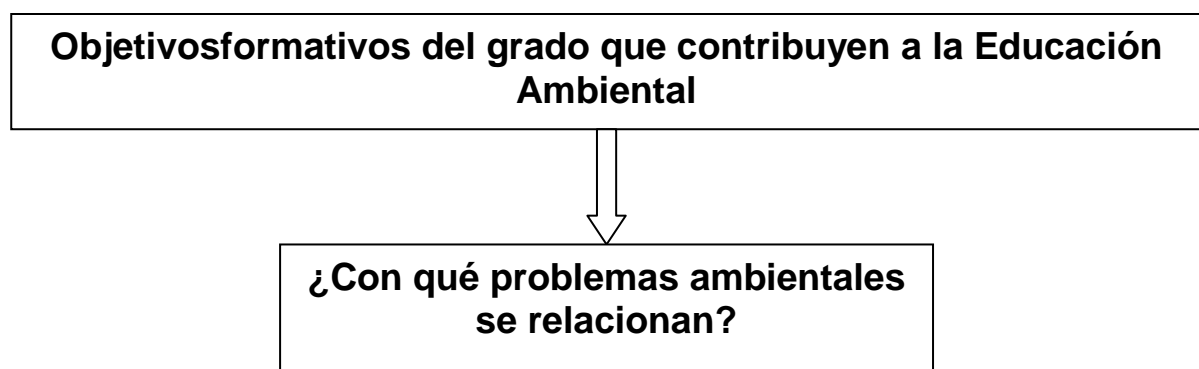 Objetivosformativos del grado que contribuyen a la Educación
Ambiental
¿Con qué problemas ambientales
se relacionan?